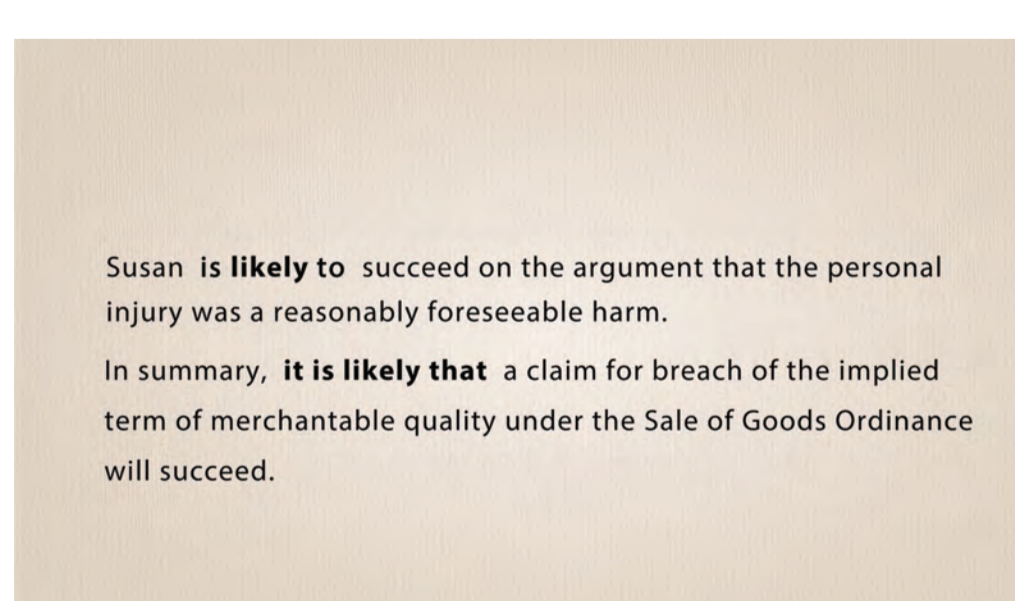 Susan is likely to succeed on the argument that the personal
injury was a reasonably foreseeable harm.
In summary, it is likely that a claim for breach of the implied
term of merchantable quality under the Sale of Goods Ordinance
will succeed.